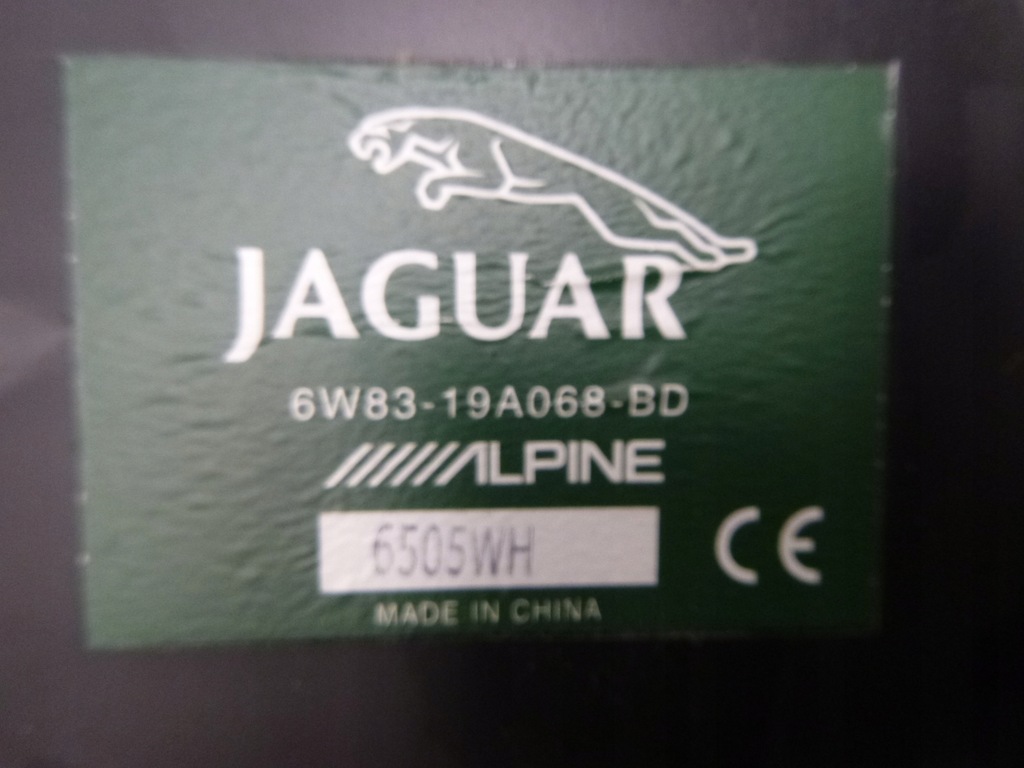 JAGUAR
6W83-19A068-BD
ALPINE
6505WH
CE
MADE IN CHINA